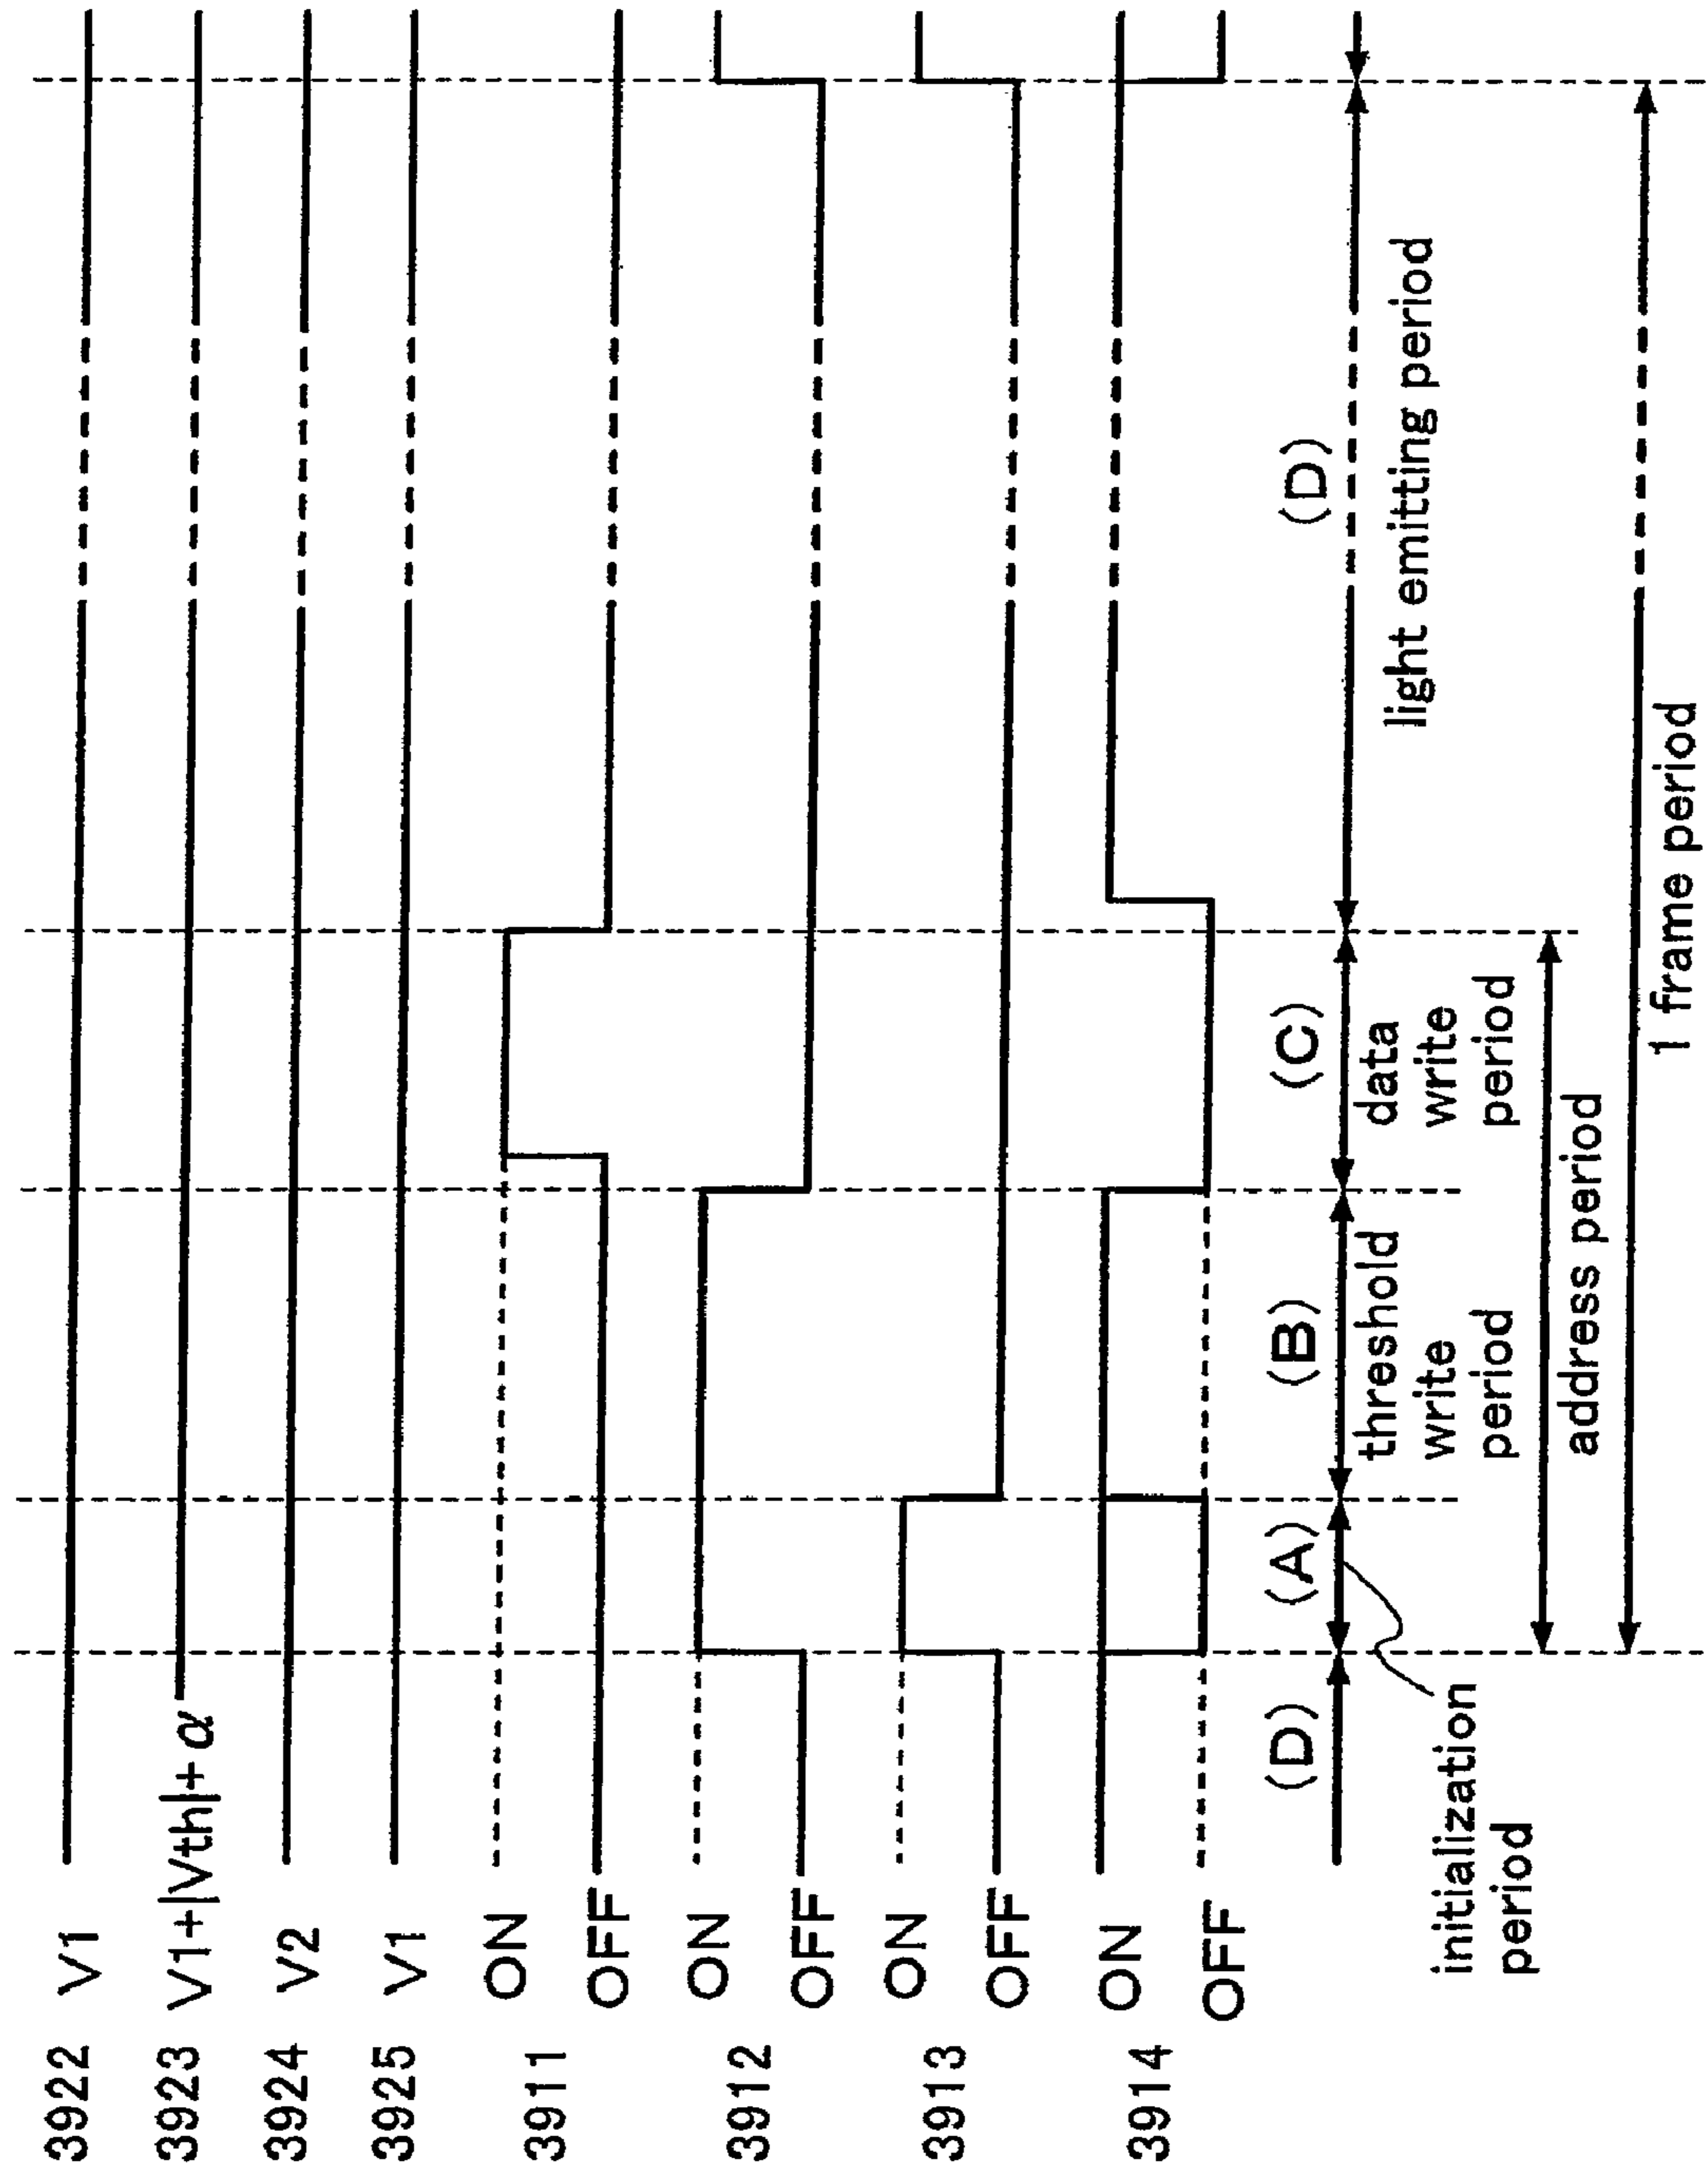 3922 V1
3923 V1+|Vth|+α
3924 V2
3925 V1
3911 ON
OFF
3912 ON
OFF
3913 ON
OFF
3914 ON
OFF
(D) (A) (B) (C) (D)
initialization
period
threshold
write
period
data
write
period
light emitting period
address period
1 frame period